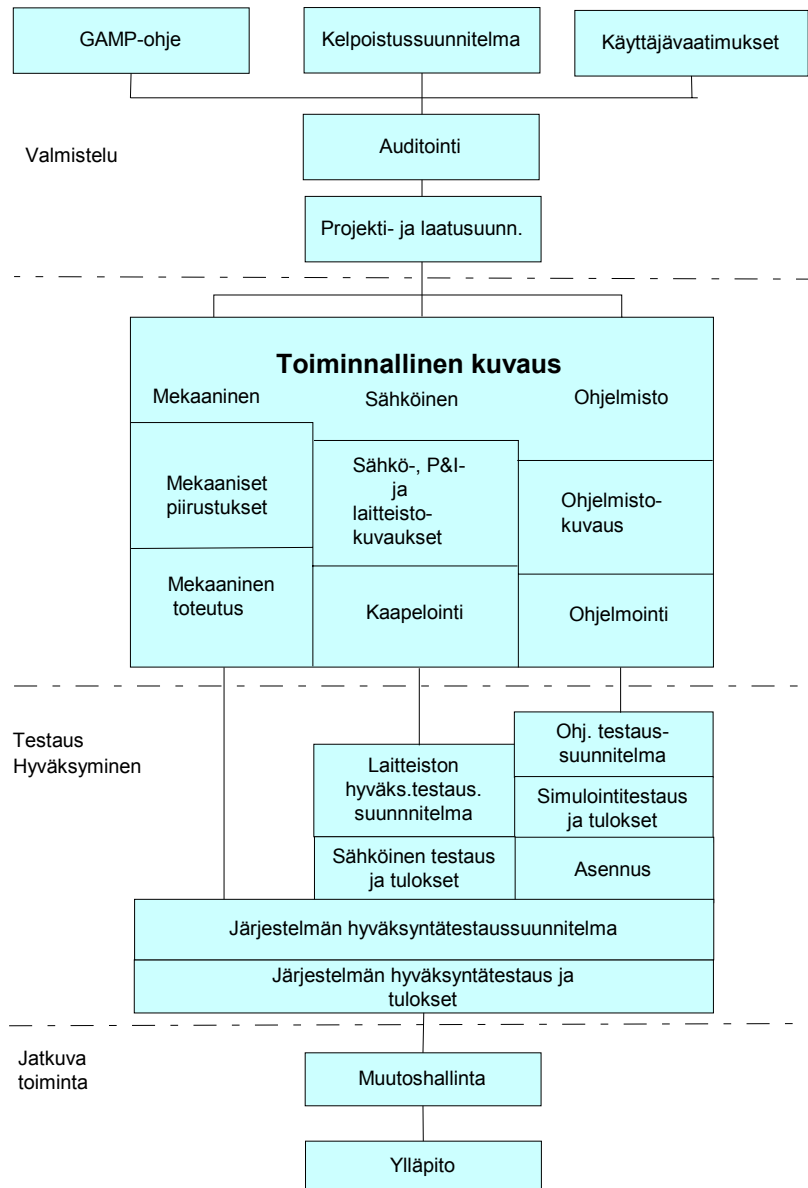 GAMP-ohje
Kelpoistussuunnitelma
Käyttäjävaatimukset
Valmistelu
Auditointi
Projekti- ja laatusuunn.
Toiminnallinen kuvaus
Mekaaninen
Sähköinen
Ohjelmisto
Mekaaniset
piirustukset
Sähkö-, P&I-
ja
laitteisto-
kuvaukset
Ohjelmisto-
kuvaus
Mekaaninen
toteutus
Kaapelointi
Ohjelmointi
Testaus
Hyväksyminen
Laitteiston
hyväks.testaus.
suunnnitelma
Ohj. testaus-
suunnitelma
Simulointitestaus
ja tulokset
Sähköinen testaus
ja tulokset
Asennus
Järjestelmän hyväksyntätestaussuunnitelma
Järjestelmän hyväksyntätestaus ja
tulokset
Jatkuva
toiminta
Muutoshallinta
Ylläpito